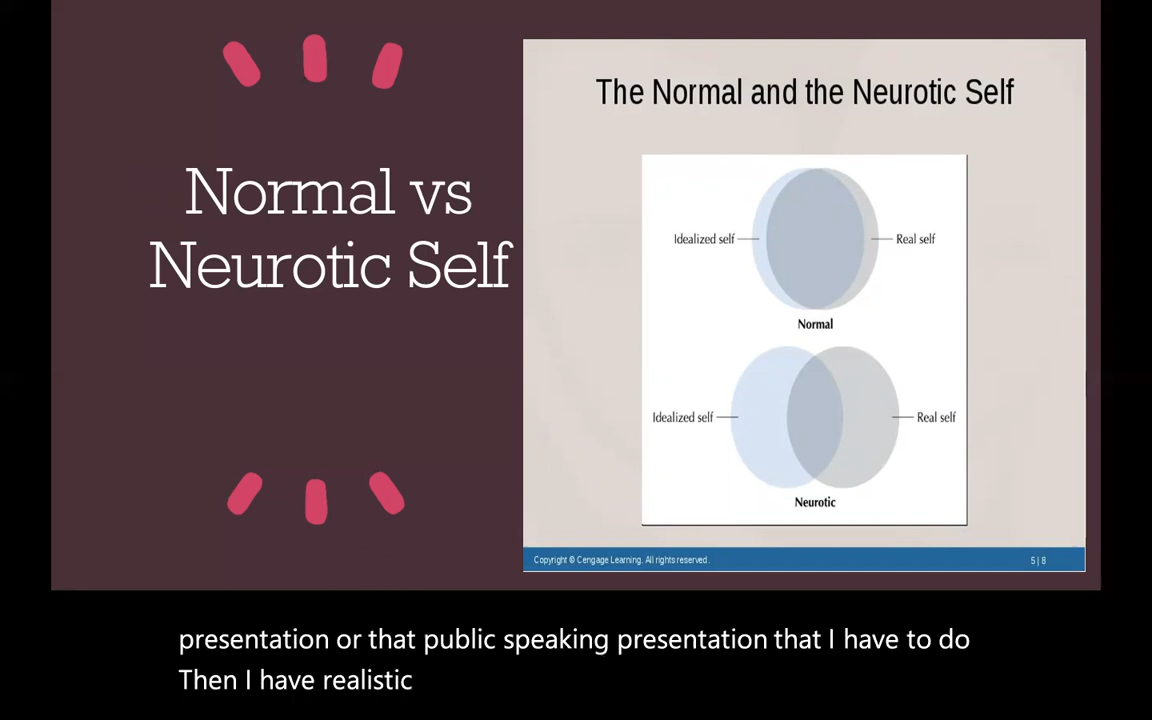 Normal vs
Neurotic Self
The Normal and the Neurotic Self
Idealized self
Real self
Normal
Idealized self
Real self
Neurotic
Copyright © Cengage Learning. All rights reserved.
5 | 8
presentation or that public speaking presentation that I have to do
Then I have realistic